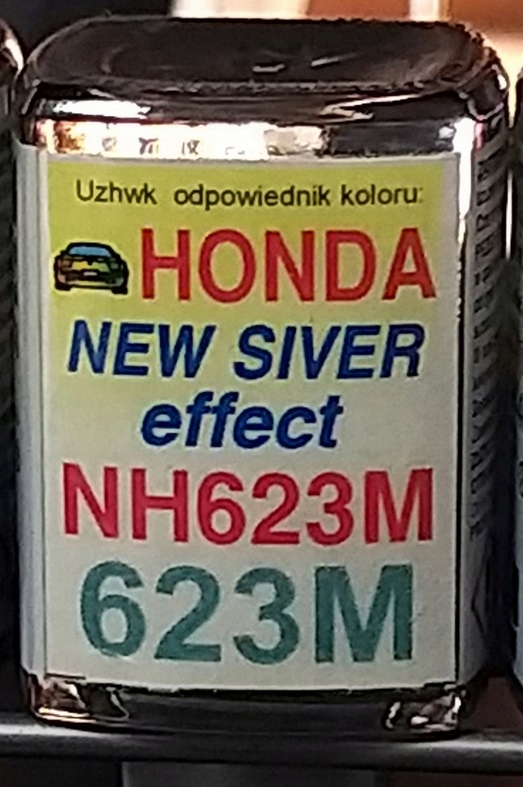 Uzhwk odpowiednik koloru:
HONDA
NEW SIVER
effect
NH623M
623M